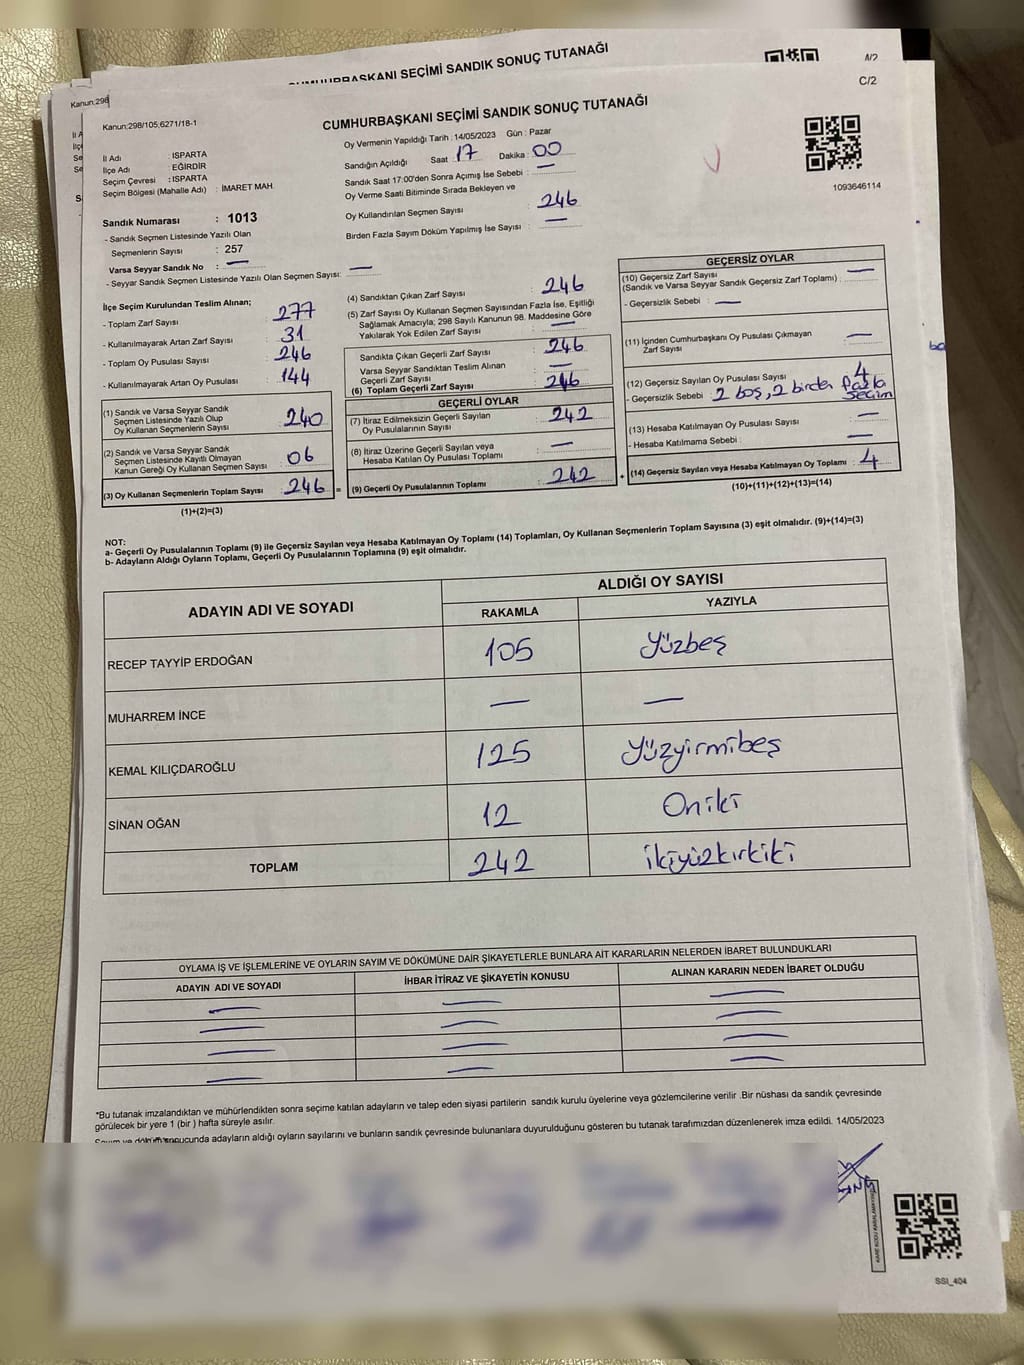 CUMHURBAŞKANI SEÇİMİ SANDIK SONUÇ TUTANAĞI
A/2
Kanun:298
C/2
Kanun:298/105;6271/18-1
CUMHURBAŞKANI SEÇİMİ SANDIK SONUÇ TUTANAĞI
İl Adı : ISPARTA
İlçe Adı : EĞİRDİR
Seçim Çevresi : ISPARTA
Seçim Bölgesi (Mahalle Adı) : İMARET MAH.
Oy Vermenin Yapıldığı Tarih : 14/05/2023 Gün : Pazar
Sandığın Açıldığı Saat : 17 Dakika : 00
Sandık Saat 17:00'den Sonra Açımış İse Sebebi : —
Oy Verme Saati Bitiminde Sırada Bekleyen ve
Oy Kullandırılan Seçmen Sayısı : 246
Birden Fazla Sayım Döküm Yapılmış İse Sayısı : —
1093646114
Sandık Numarası : 1013
- Sandık Seçmen Listesinde Yazılı Olan
Seçmenlerin Sayısı : 257
Varsa Seyyar Sandık No : —
- Seyyar Sandık Seçmen Listesinde Yazılı Olan Seçmen Sayısı: —
İlçe Seçim Kurulundan Teslim Alınan;
- Toplam Zarf Sayısı : 277
- Kullanılmayarak Artan Zarf Sayısı : 31
- Toplam Oy Pusulası Sayısı : 246
- Kullanılmayarak Artan Oy Pusulası : 144
(1) Sandık ve Varsa Seyyar Sandık
Seçmen Listesinde Yazılı Olup
Oy Kullanan Seçmenlerin Sayısı : 240
(2) Sandık ve Varsa Seyyar Sandık
Seçmen Listesinde Kayıtlı Olmayan
Kanun Gereği Oy Kullanan Seçmen Sayısı : 06
(3) Oy Kullanan Seçmenlerin Toplam Sayısı : 246 =
(1)+(2)=(3)
(4) Sandıktan Çıkan Zarf Sayısı : 246
(5) Zarf Sayısı Oy Kullanan Seçmen Sayısından Fazla İse, Eşitliği
Sağlamak Amacıyla; 298 Sayılı Kanunun 98. Maddesine Göre
Yakılarak Yok Edilen Zarf Sayısı : —
Sandıkta Çıkan Geçerli Zarf Sayısı : 246
Varsa Seyyar Sandıktan Teslim Alınan
Geçerli Zarf Sayısı : —
(6) Toplam Geçerli Zarf Sayısı : 246
GEÇERLİ OYLAR
(7) İtiraz Edilmeksizin Geçerli Sayılan
Oy Pusulalarının Sayısı : 242
(8) İtiraz Üzerine Geçerli Sayılan veya
Hesaba Katılan Oy Pusulası Toplamı : —
(9) Geçerli Oy Pusulalarının Toplamı : 242 +
GEÇERSİZ OYLAR
(10) Geçersiz Zarf Sayısı
(Sandık ve Varsa Seyyar Sandık Geçersiz Zarf Toplamı) : —
- Geçersizlik Sebebi : —
(11) İçinden Cumhurbaşkanı Oy Pusulası Çıkmayan
Zarf Sayısı : —
(12) Geçersiz Sayılan Oy Pusulası Sayısı : 4
- Geçersizlik Sebebi : 2 boş, 2 birden fazla
seçim
(13) Hesaba Katılmayan Oy Pusulası Sayısı : —
- Hesaba Katılmama Sebebi : —
(14) Geçersiz Sayılan veya Hesaba Katılmayan Oy Toplamı : 4
(10)+(11)+(12)+(13)=(14)
NOT:
a- Geçerli Oy Pusulalarının Toplamı (9) ile Geçersiz Sayılan veya Hesaba Katılmayan Oy Toplamı (14) Toplamları, Oy Kullanan Seçmenlerin Toplam Sayısına (3) eşit olmalıdır. (9)+(14)=(3)
b- Adayların Aldığı Oyların Toplamı, Geçerli Oy Pusulalarının Toplamına (9) eşit olmalıdır.
ADAYIN ADI VE SOYADI
ALDIĞI OY SAYISI
RAKAMLA YAZIYLA
RECEP TAYYİP ERDOĞAN 105 Yüzbeş
MUHARREM İNCE — —
KEMAL KILIÇDAROĞLU 125 Yüzyirmibeş
SİNAN OĞAN 12 Oniki
TOPLAM 242 ikiyüzkırkiki
OYLAMA İŞ VE İŞLEMLERİNE VE OYLARIN SAYIM VE DÖKÜMÜNE DAİR ŞİKAYETLERLE BUNLARA AİT KARARLARIN NELERDEN İBARET BULUNDUKLARI
ADAYIN ADI VE SOYADI İHBAR İTİRAZ VE ŞİKAYETİN KONUSU ALINAN KARARIN NEDEN İBARET OLDUĞU
— — —
— — —
— — —
— — —
*Bu tutanak imzalandıktan ve mühürlendikten sonra seçime katılan adayların ve talep eden siyasi partilerin sandık kurulu üyelerine veya gözlemcilerine verilir .Bir nüshası da sandık çevresinde
görülecek bir yere 1 (bir ) hafta süreyle asılır.
Sayım ve döküm sonucunda adayların aldığı oyların sayılarını ve bunların sandık çevresinde bulunanlara duyurulduğunu gösteren bu tutanak tarafımızdan düzenlenerek imza edildi. 14/05/2023
SSI_404